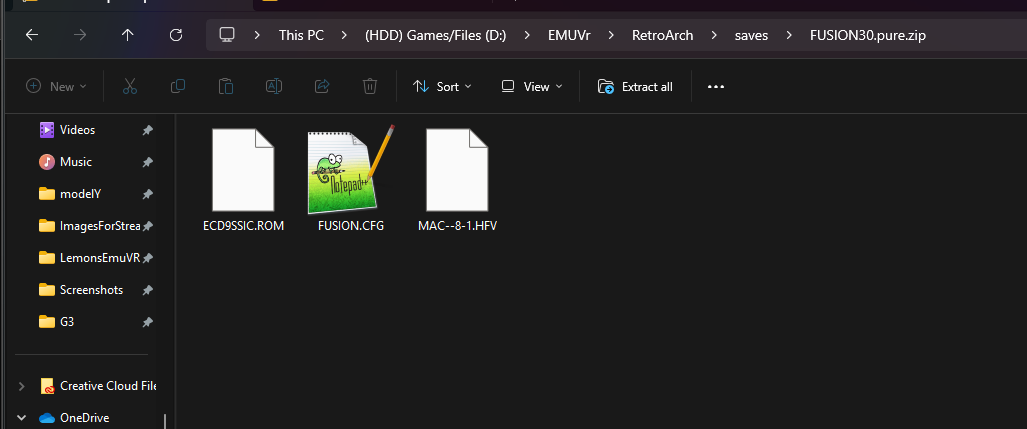 This PC > (HDD) Games/Files (D:) > EMUVr > RetroArch > saves > FUSION30.pure.zip
New Sort View Extract all
Videos
Music
modelY
ImagesForStrea
LemonsEmuVR
Screenshots
G3
Creative Cloud File
OneDrive
Notepad++
ECD9SSIC.ROM FUSION.CFG MAC--8-1.HFV